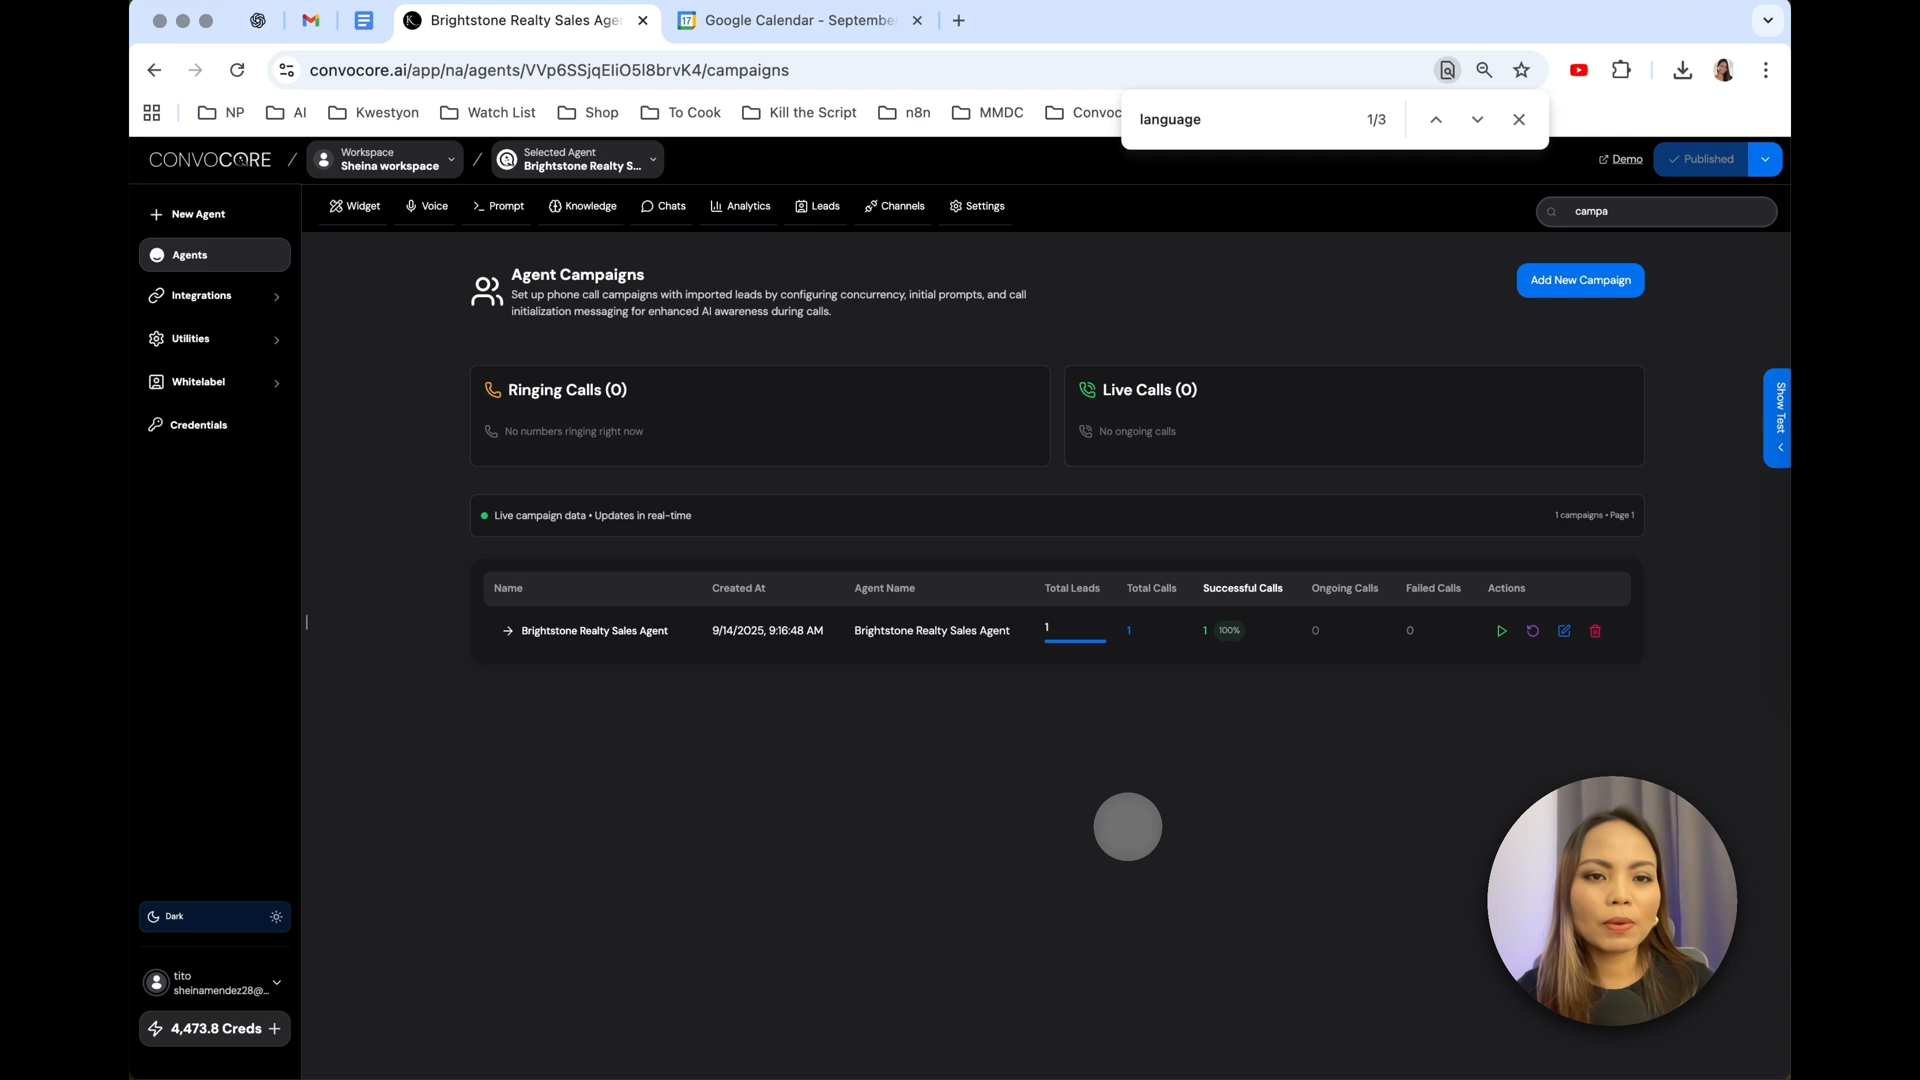 Brightstone Realty Sales Age
Google Calendar - Septembe
convocore.ai/app/na/agents/VVp6SSjqEIiO5I8brvK4/campaigns
NP
AI
Kwestyon
Watch List
Shop
To Cook
Kill the Script
n8n
MMDC
Convoc
language
1/3
CONVOCORE
/
Workspace
Sheina workspace
/
Selected Agent
Brightstone Realty S...
Demo
Published
New Agent
Widget
Voice
Prompt
Knowledge
Chats
Analytics
Leads
Channels
Settings
campa
Agents
Integrations
Utilities
Whitelabel
Credentials
Agent Campaigns
Set up phone call campaigns with imported leads by configuring concurrency, initial prompts, and call
initialization messaging for enhanced AI awareness during calls.
Add New Campaign
Ringing Calls (0)
No numbers ringing right now
Live Calls (0)
No ongoing calls
Show Test
Live campaign data • Updates in real-time
1 campaigns • Page 1
Name
Created At
Agent Name
Total Leads
Total Calls
Successful Calls
Ongoing Calls
Failed Calls
Actions
Brightstone Realty Sales Agent
9/14/2025, 9:16:48 AM
Brightstone Realty Sales Agent
1
1
1
100%
0
0
Dark
tito
sheinamendez28@...
4,473.8 Creds